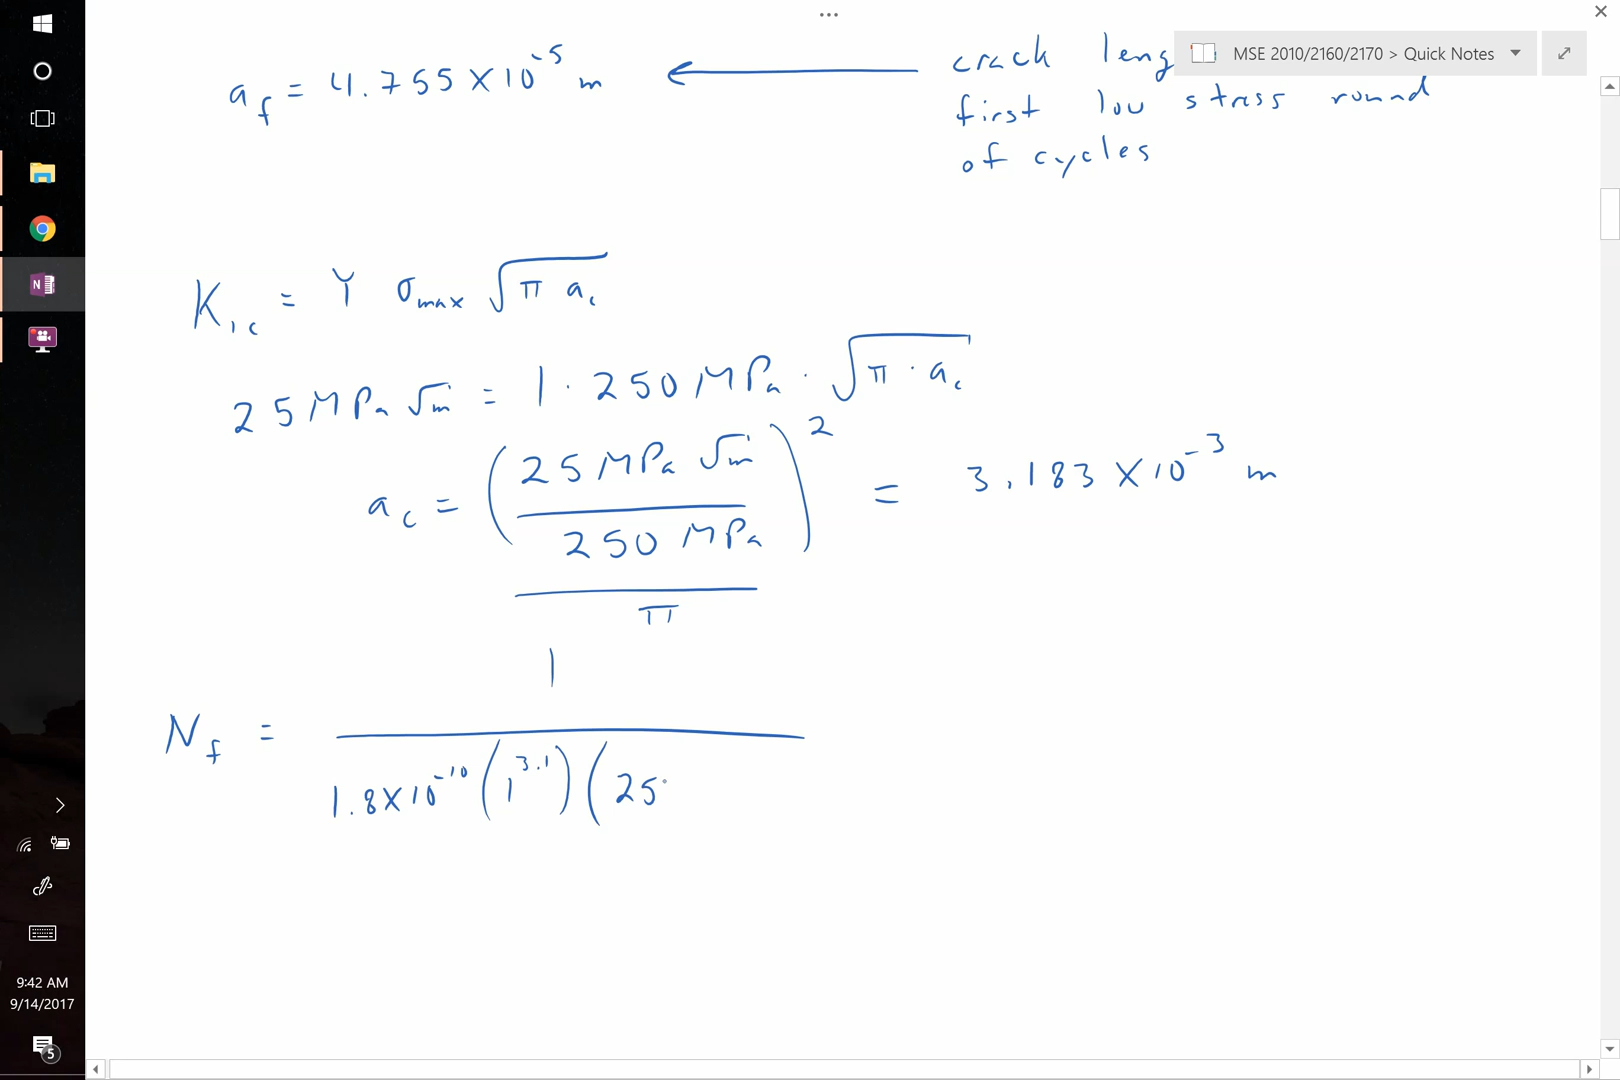 MSE 2010/2160/2170 > Quick Notes
a_f = 4.755 X 10^-5 m ← crack leng
first low stress round
of cycles
K_1c = Y σ_max √(π a_c)
25 MPa √m = 1 · 250 MPa · √(π · a_c)
a_c = (25 MPa √m / 250 MPa)^2 / π = 3.183 X 10^-3 m
1
N_f =
1.8 X 10^-10 (1^3.1) (25
9:42 AM
9/14/2017
5